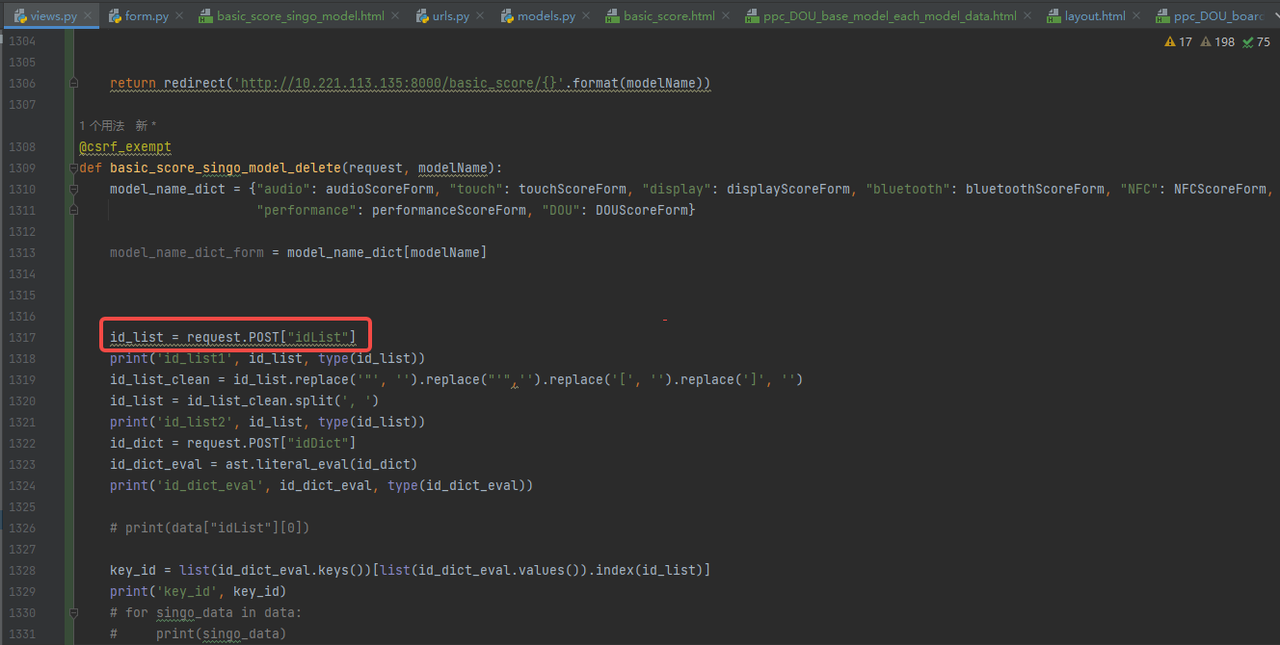 views.py form.py basic_score_singo_model.html urls.py models.py basic_score.html ppc_DOU_base_model_each_model_data.html layout.html ppc_DOU_board
1304 17 198 75
1305
1306 return redirect('http://10.221.113.135:8000/basic_score/{}'.format(modelName))
1307
1 个用法 新 *
1308 @csrf_exempt
1309 def basic_score_singo_model_delete(request, modelName):
1310 model_name_dict = {"audio": audioScoreForm, "touch": touchScoreForm, "display": displayScoreForm, "bluetooth": bluetoothScoreForm, "NFC": NFCScoreForm,
1311 "performance": performanceScoreForm, "DOU": DOUScoreForm}
1312
1313 model_name_dict_form = model_name_dict[modelName]
1314
1315
1316
1317 id_list = request.POST["idList"]
1318 print('id_list1', id_list, type(id_list))
1319 id_list_clean = id_list.replace('"', '').replace("'",'').replace('[', '').replace(']', '')
1320 id_list = id_list_clean.split(', ')
1321 print('id_list2', id_list, type(id_list))
1322 id_dict = request.POST["idDict"]
1323 id_dict_eval = ast.literal_eval(id_dict)
1324 print('id_dict_eval', id_dict_eval, type(id_dict_eval))
1325
1326 # print(data["idList"][0])
1327
1328 key_id = list(id_dict_eval.keys())[list(id_dict_eval.values()).index(id_list)]
1329 print('key_id', key_id)
1330 # for singo_data in data:
1331 # print(singo_data)